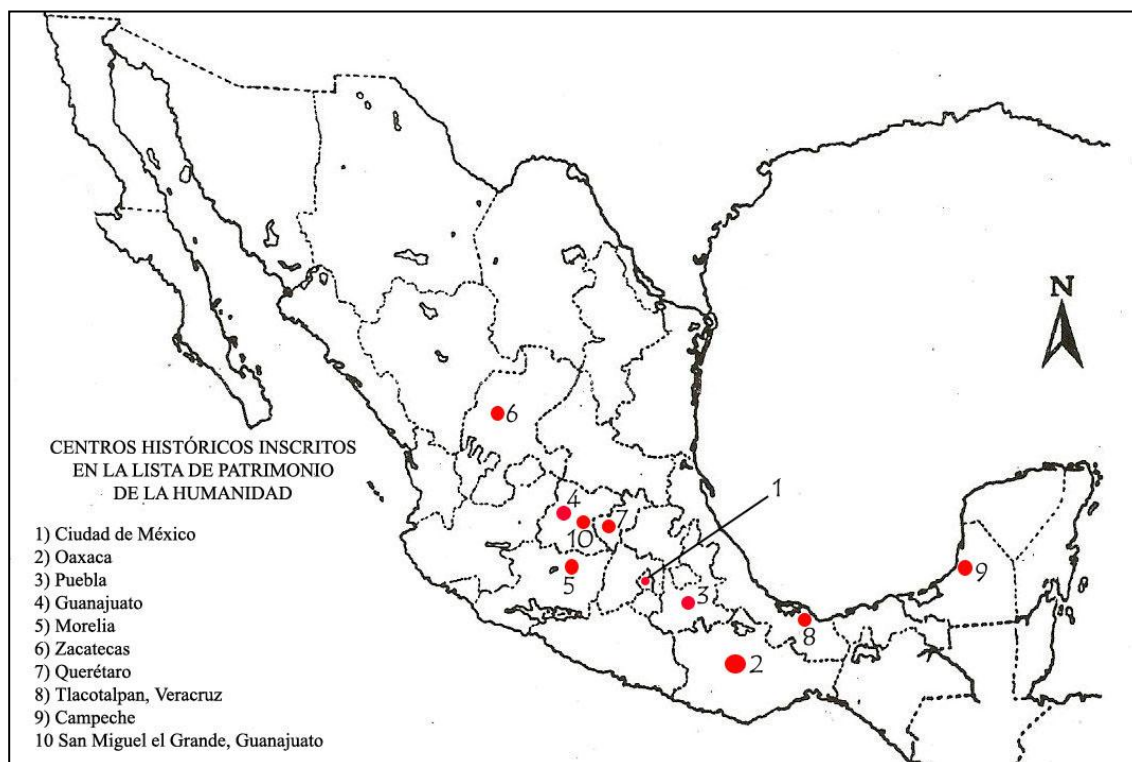 CENTROS HISTÓRICOS INSCRITOS
EN LA LISTA DE PATRIMONIO
DE LA HUMANIDAD
1) Ciudad de México
2) Oaxaca
3) Puebla
4) Guanajuato
5) Morelia
6) Zacatecas
7) Querétaro
8) Tlacotalpan, Veracruz
9) Campeche
10 San Miguel el Grande, Guanajuato
N
6
1
4
7
10
5
9
3
8
2